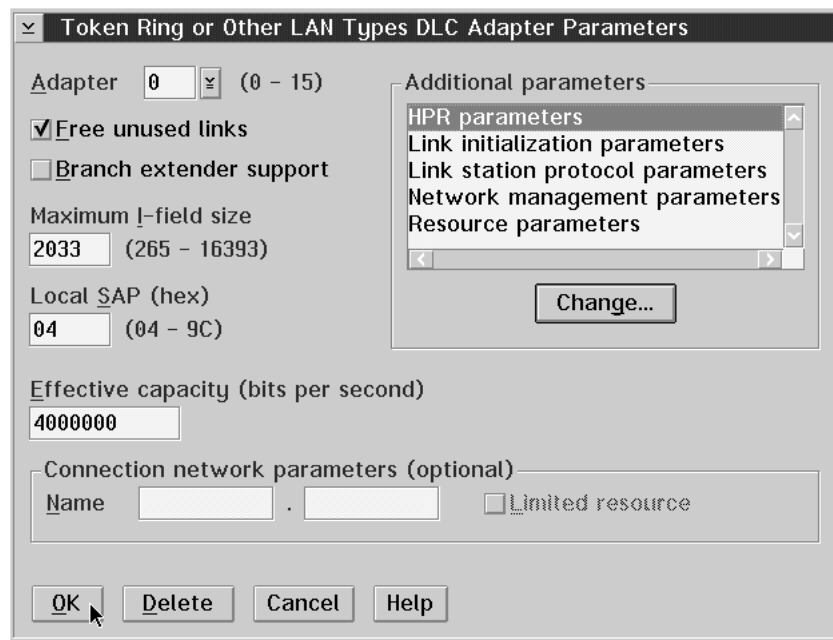 Token Ring or Other LAN Types DLC Adapter Parameters
Adapter 0 (0 - 15)
Free unused links
Branch extender support
Maximum I-field size
2033 (265 - 16393)
Local SAP (hex)
04 (04 - 9C)
Additional parameters
HPR parameters
Link initialization parameters
Link station protocol parameters
Network management parameters
Resource parameters
Change...
Effective capacity (bits per second)
4000000
Connection network parameters (optional)
Name . Limited resource
OK Delete Cancel Help